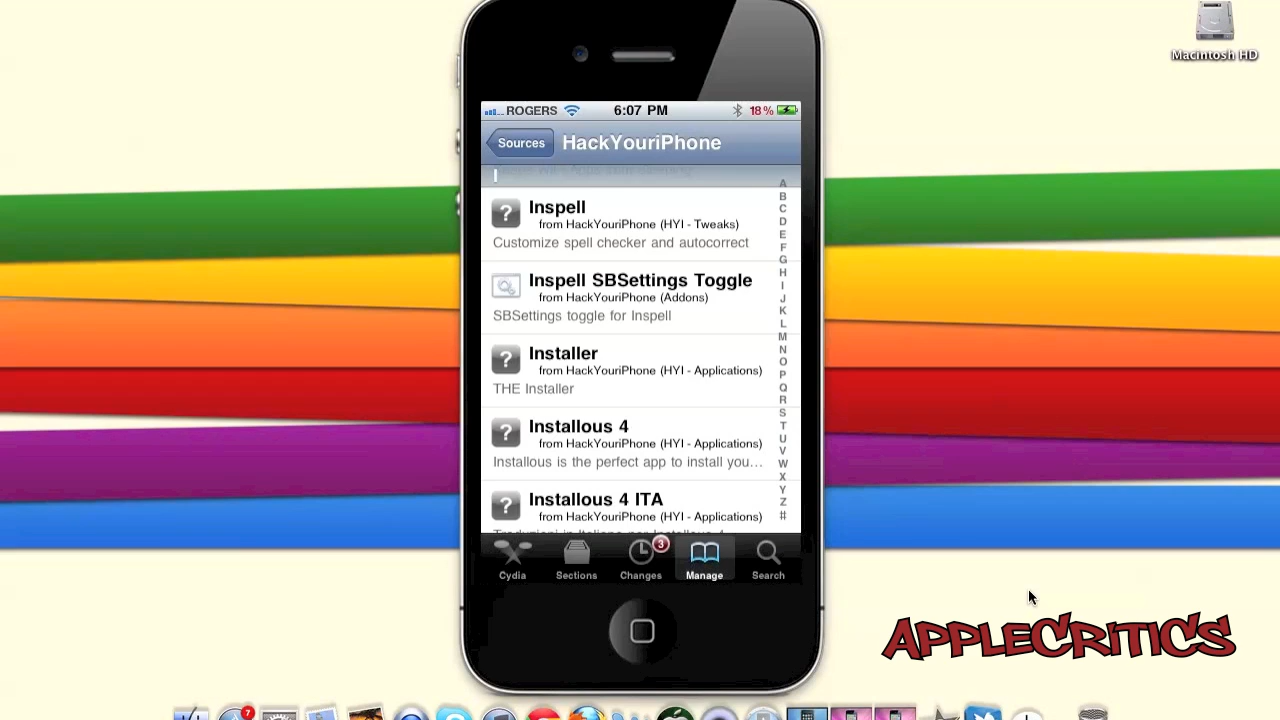 Macintosh HD
ROGERS 6:07 PM 18%
Sources HackYouriPhone
I
Inspell
from HackYouriPhone (HYI - Tweaks)
Customize spell checker and autocorrect
Inspell SBSettings Toggle
from HackYouriPhone (Addons)
SBSettings toggle for Inspell
Installer
from HackYouriPhone (HYI - Applications)
THE Installer
Installous 4
from HackYouriPhone (HYI - Applications)
Installous is the perfect app to install you...
Installous 4 ITA
from HackYouriPhone (HYI - Applications)
A
B
C
D
E
F
G
H
I
J
K
L
M
N
O
P
Q
R
S
T
U
V
W
X
Y
Z
#
3
Cydia Sections Changes Manage Search
APPLECRITICS
7